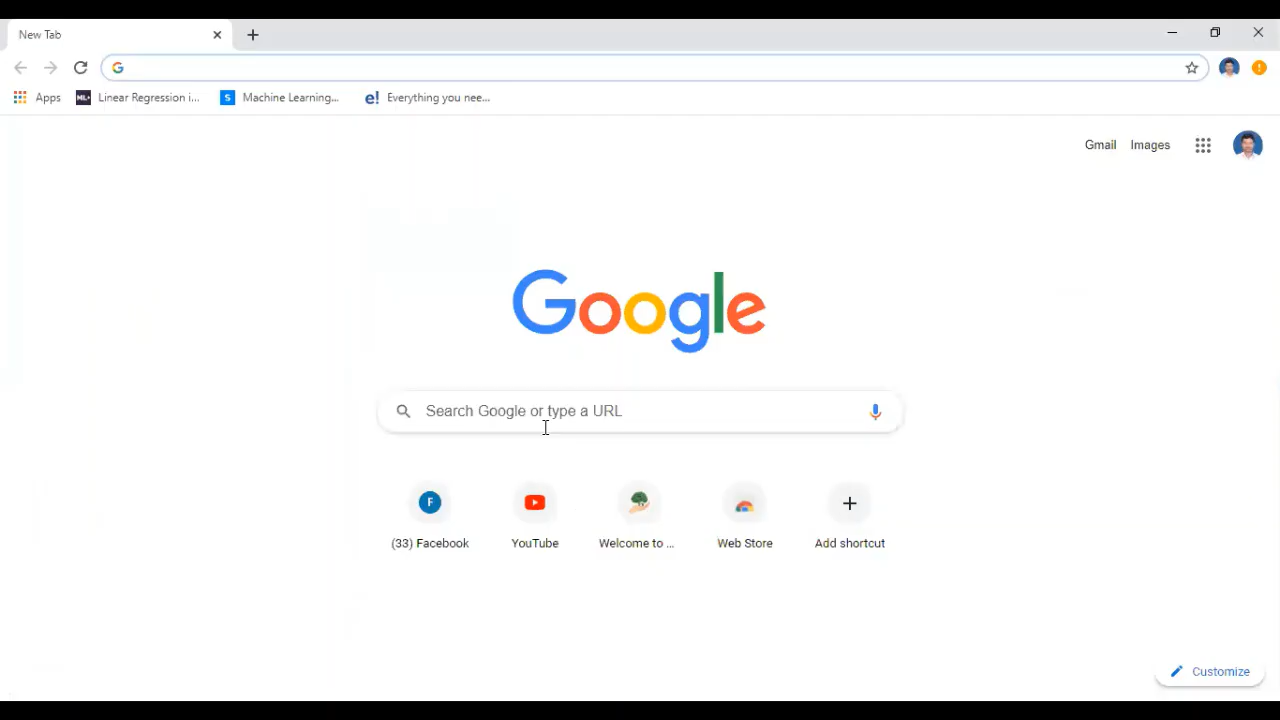 New Tab
Apps ML+ Linear Regression i... S Machine Learning... e! Everything you nee...
Gmail Images
Google
Search Google or type a URL
F
(33) Facebook YouTube Welcome to ... Web Store Add shortcut
Customize